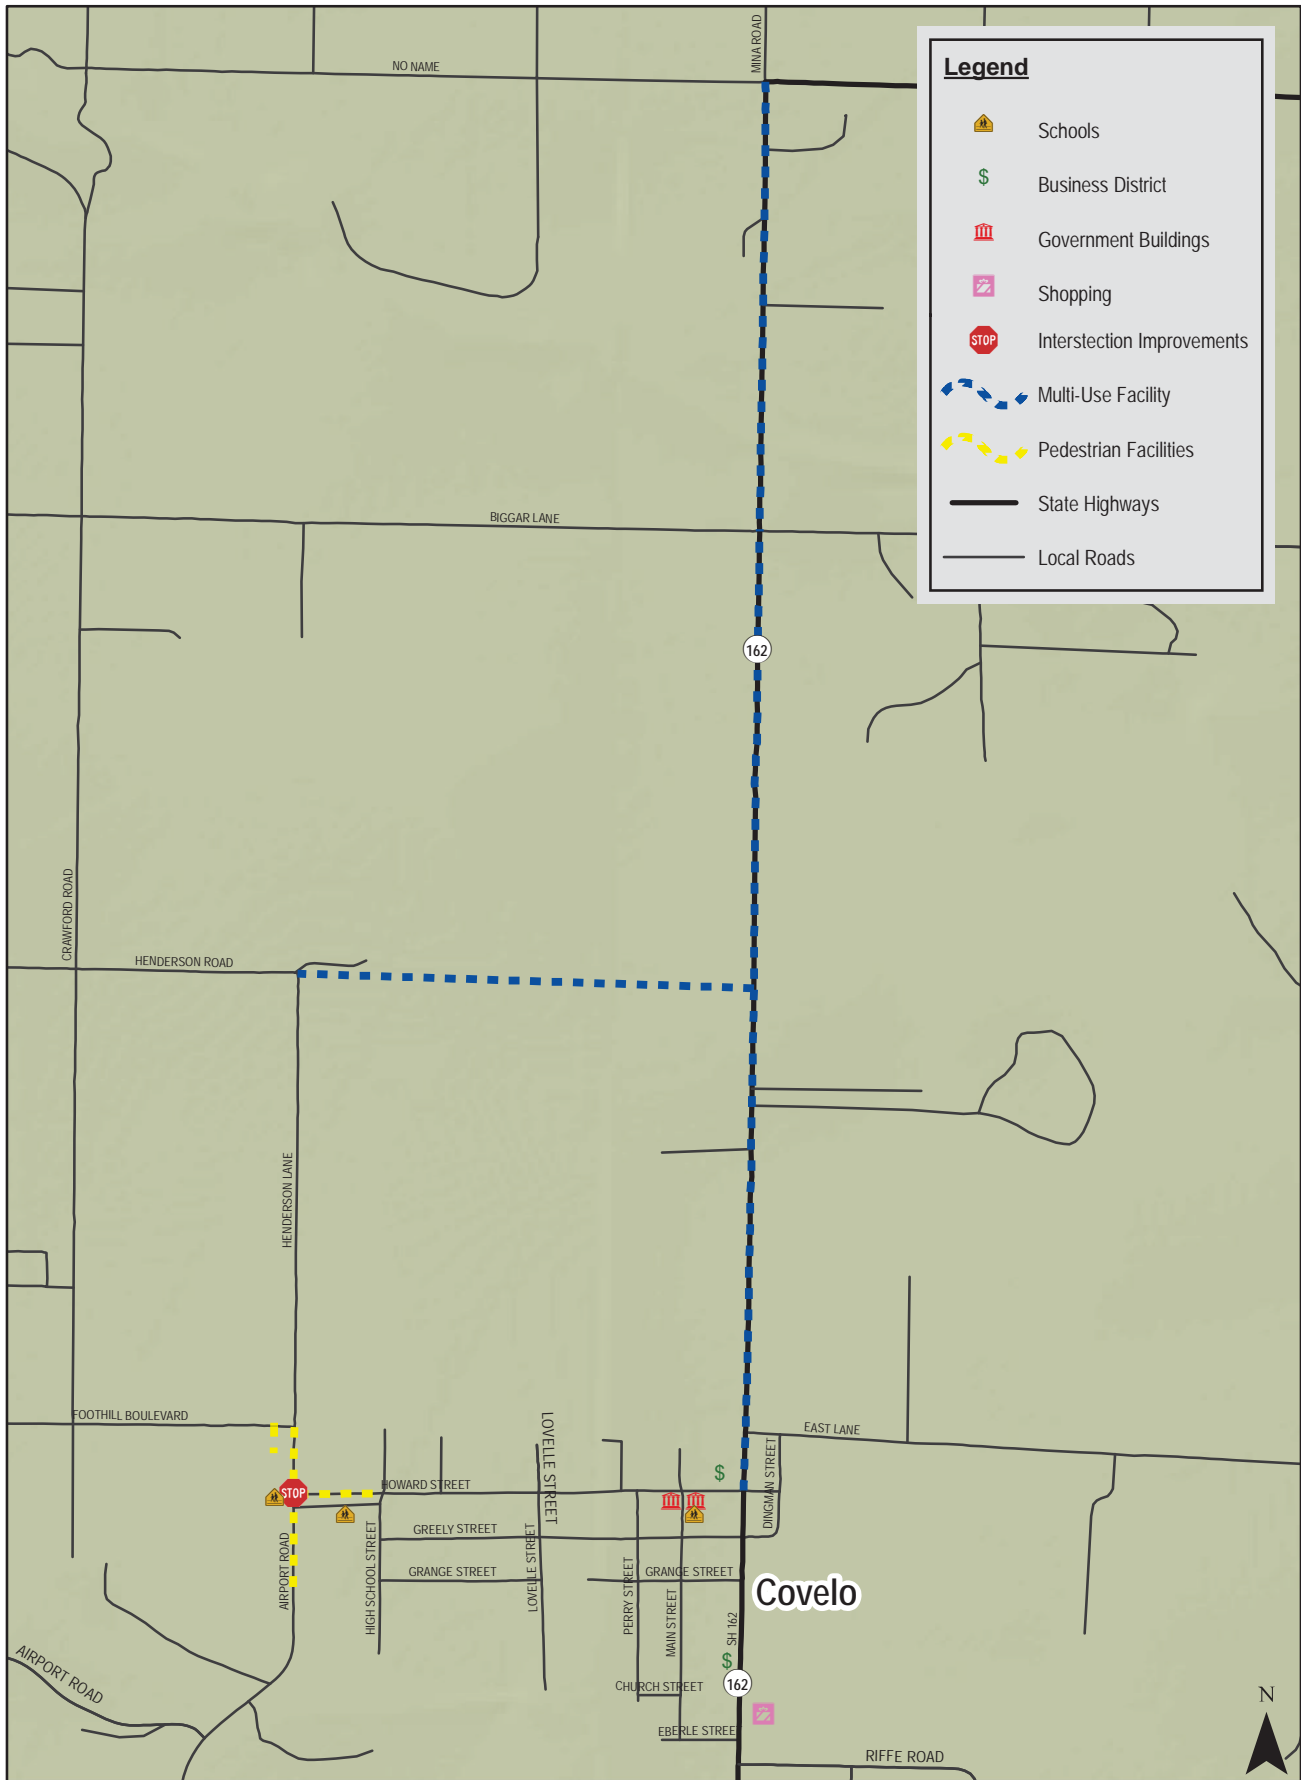 NO NAME
MINA ROAD
Legend
Schools
$
Business District
Government Buildings
Shopping
STOP
Interstection Improvements
Multi-Use Facility
Pedestrian Facilities
State Highways
Local Roads
BIGGAR LANE
162
CRAWFORD ROAD
HENDERSON ROAD
HENDERSON LANE
FOOTHILL BOULEVARD
LOVELLE STREET
EAST LANE
DINGMAN STREET
$
HOWARD STREET
STOP
GREELY STREET
AIRPORT ROAD
HIGH SCHOOL STREET
GRANGE STREET
LOVELLE STREET
PERRY STREET
GRANGE STREET
MAIN STREET
Covelo
SH 162
$
162
AIRPORT ROAD
CHURCH STREET
EBERLE STREE
RIFFE ROAD
N